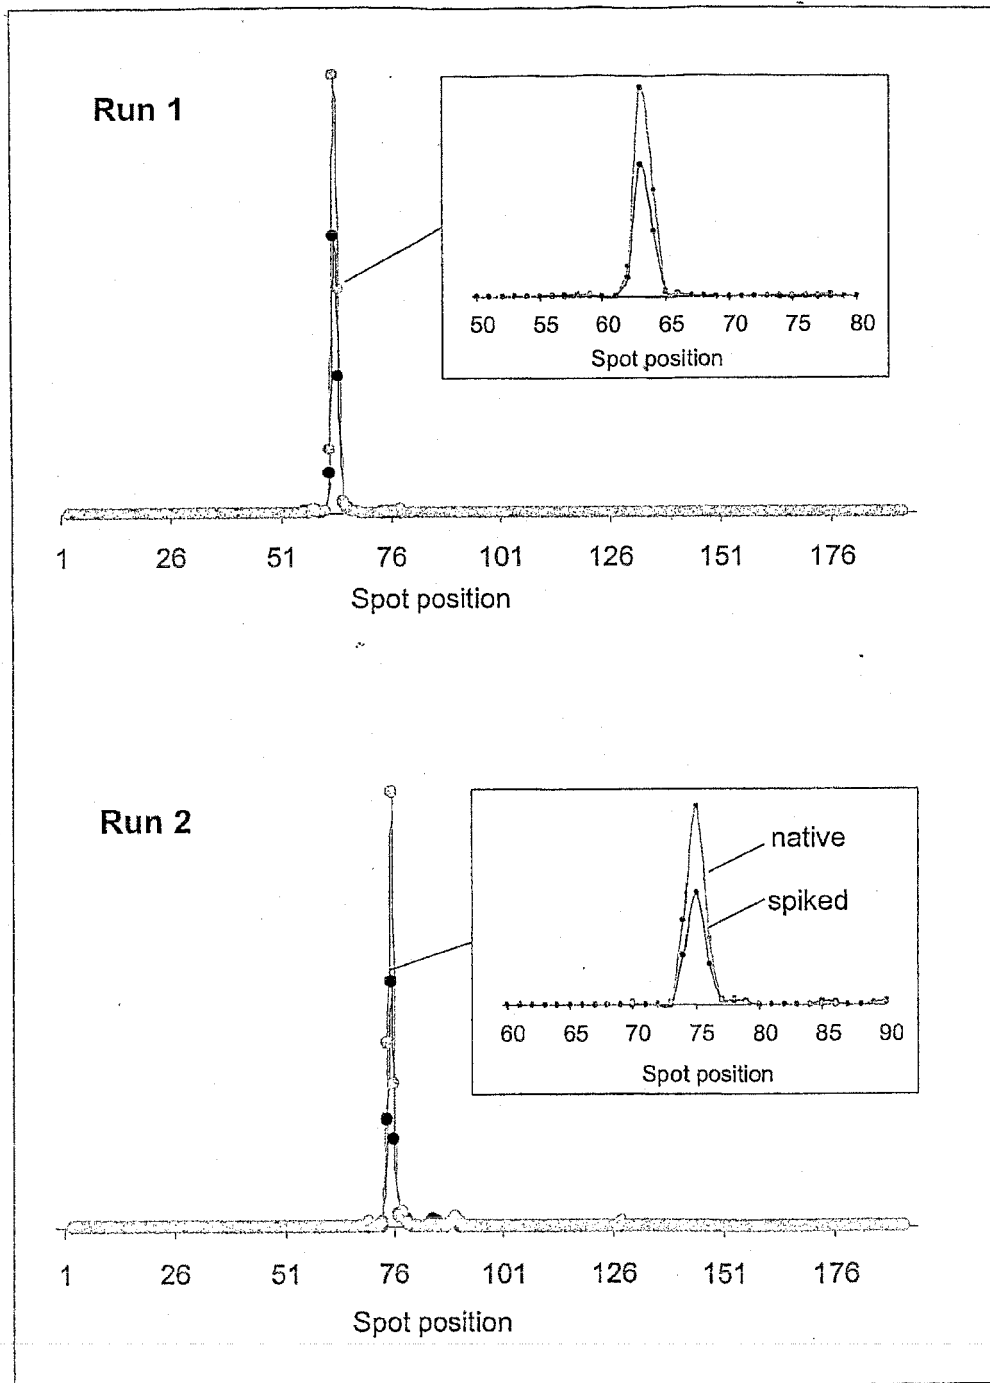 Run 1
50 55 60 65 70 75 80
Spot position
1 26 51 76 101 126 151 176
Spot position
Run 2
native
spiked
60 65 70 75 80 85 90
Spot position
1 26 51 76 101 126 151 176
Spot position